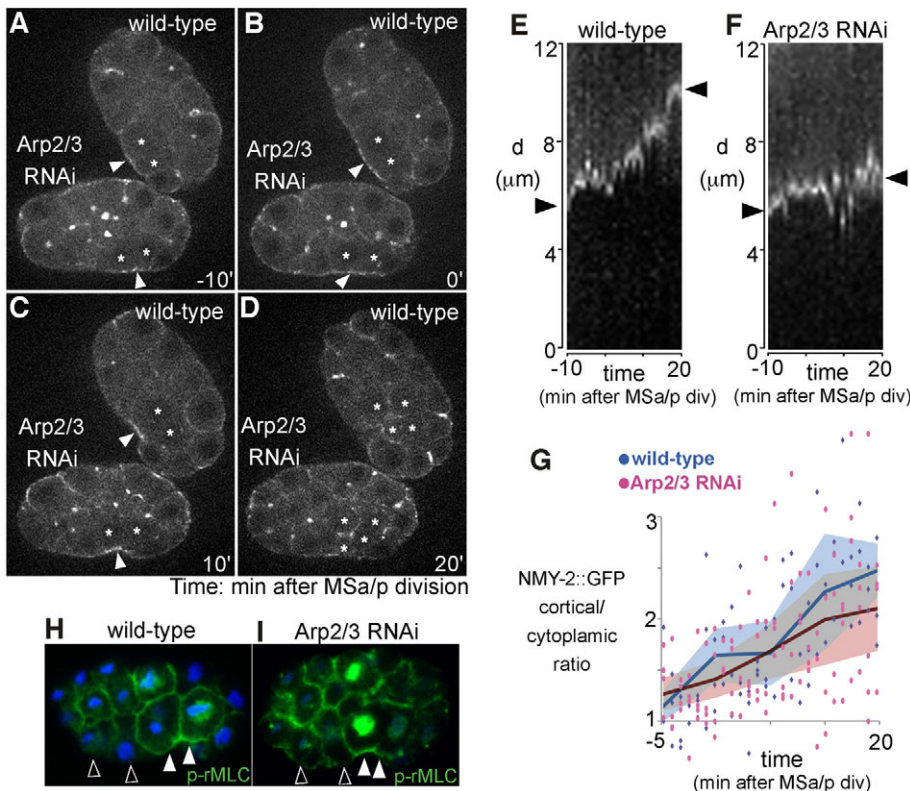 A
wild-type
Arp2/3
RNAi
-10'
B
wild-type
Arp2/3
RNAi
0'
C
wild-type
Arp2/3
RNAi
10'
D
wild-type
Arp2/3
RNAi
20'
Time: min after MSa/p division
E
wild-type
12
8
d
(μm)
4
0
-10
20
time
(min after MSa/p div)
F
Arp2/3 RNAi
12
8
d
(μm)
4
0
-10
20
time
(min after MSa/p div)
G
wild-type
Arp2/3 RNAi
3
2
1
NMY-2::GFP
cortical/
cytoplamic
ratio
-5
20
time
(min after MSa/p div)
H
wild-type
p-rMLC
I
Arp2/3 RNAi
p-rMLC